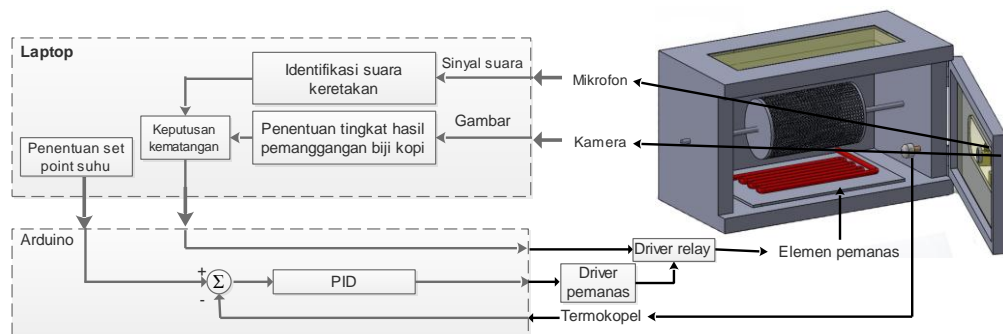 Laptop
Identifikasi suara
keretakan
Sinyal suara
Mikrofon
Keputusan
kematangan
Penentuan tingkat hasil
pemanggangan biji kopi
Gambar
Kamera
Penentuan set
point suhu
Arduino
Driver relay
Elemen pemanas
+
Σ
-
PID
Driver
pemanas
Termokopel